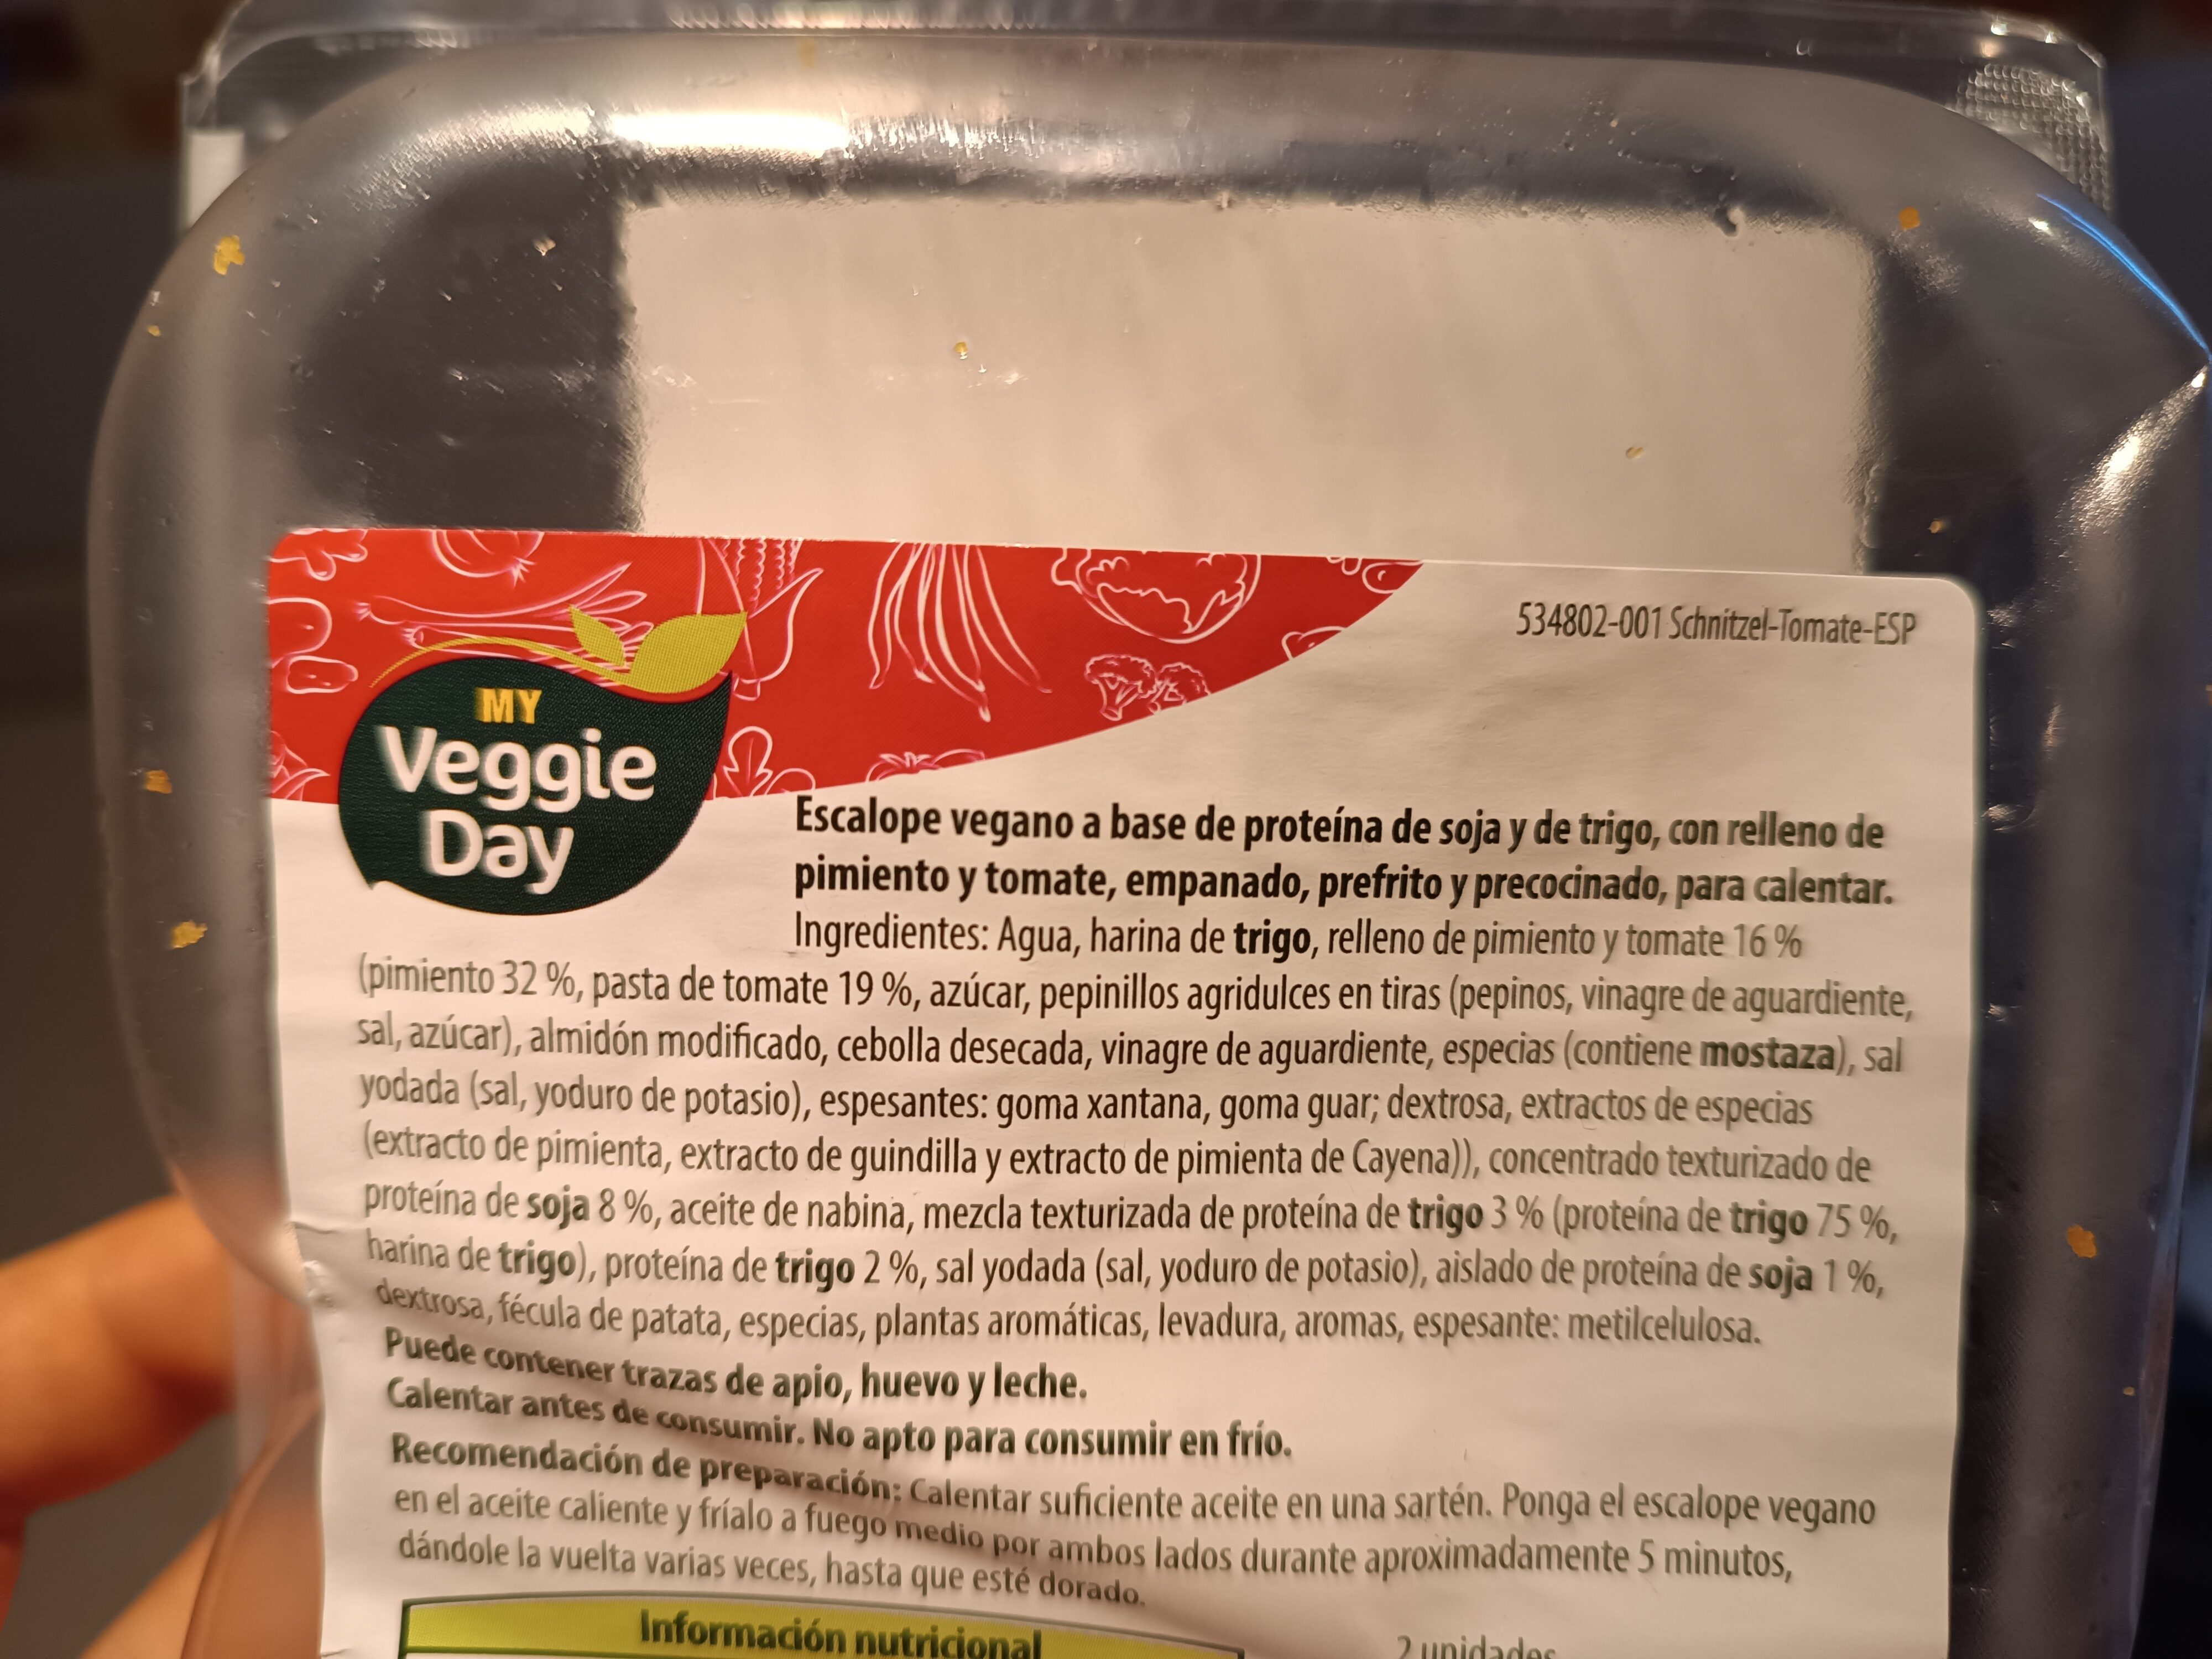 534802-001 Schnitzel-Tomate-ESP
MY
Veggie
Day
Escalope vegano a base de proteína de soja y de trigo, con relleno de
pimiento y tomate, empanado, prefrito y precocinado, para calentar.
Ingredientes: Agua, harina de trigo, relleno de pimiento y tomate 16 %
(pimiento 32 %, pasta de tomate 19 %, azúcar, pepinillos agridulces en tiras (pepinos, vinagre de aguardiente,
sal, azúcar), almidón modificado, cebolla desecada, vinagre de aguardiente, especias (contiene mostaza), sal
yodada (sal, yoduro de potasio), espesantes: goma xantana, goma guar; dextrosa, extractos de especias
(extracto de pimienta, extracto de guindilla y extracto de pimienta de Cayena)), concentrado texturizado de
proteína de soja 8 %, aceite de nabina, mezcla texturizada de proteína de trigo 3 % (proteína de trigo 75 %,
harina de trigo), proteína de trigo 2 %, sal yodada (sal, yoduro de potasio), aislado de proteína de soja 1 %,
dextrosa, fécula de patata, especias, plantas aromáticas, levadura, aromas, espesante: metilcelulosa.
Puede contener trazas de apio, huevo y leche.
Calentar antes de consumir. No apto para consumir en frío.
Recomendación de preparación: Calentar suficiente aceite en una sartén. Ponga el escalope vegano
en el aceite caliente y fríalo a fuego medio por ambos lados durante aproximadamente 5 minutos,
dándole la vuelta varias veces, hasta que esté dorado.
Información nutricional
2 unidades